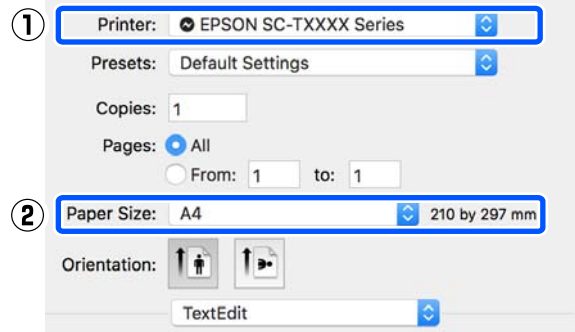 ① Printer: EPSON SC-TXXXX Series
Presets: Default Settings
Copies: 1
Pages: All
From: 1 to: 1
② Paper Size: A4 210 by 297 mm
Orientation:
TextEdit